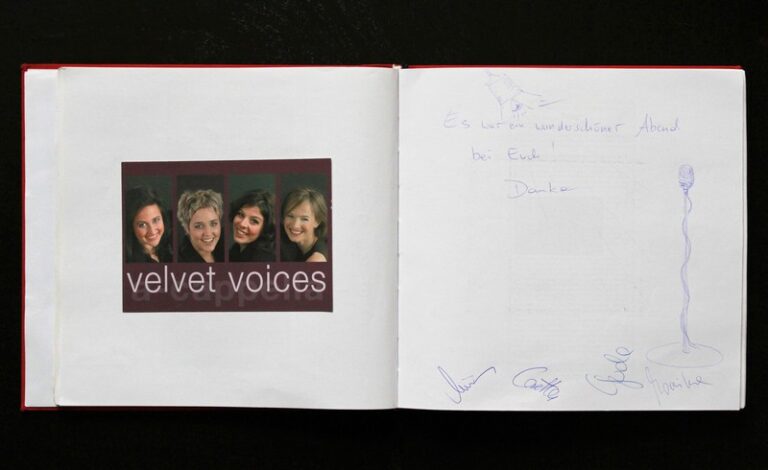 velvet voices
a cappella
Es war ein wunderschöner Abend
bei Euch!
Danke